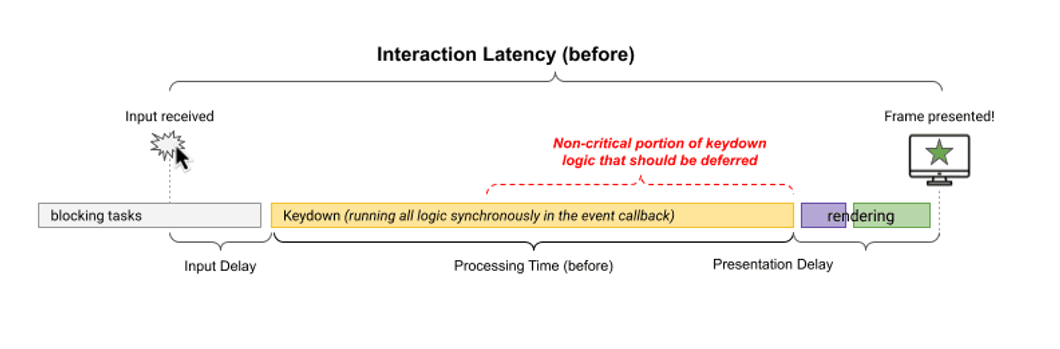 Interaction Latency (before)
Input received
Frame presented!
Non-critical portion of keydown
logic that should be deferred
blocking tasks
Keydown (running all logic synchronously in the event callback)
rendering
Input Delay
Processing Time (before)
Presentation Delay